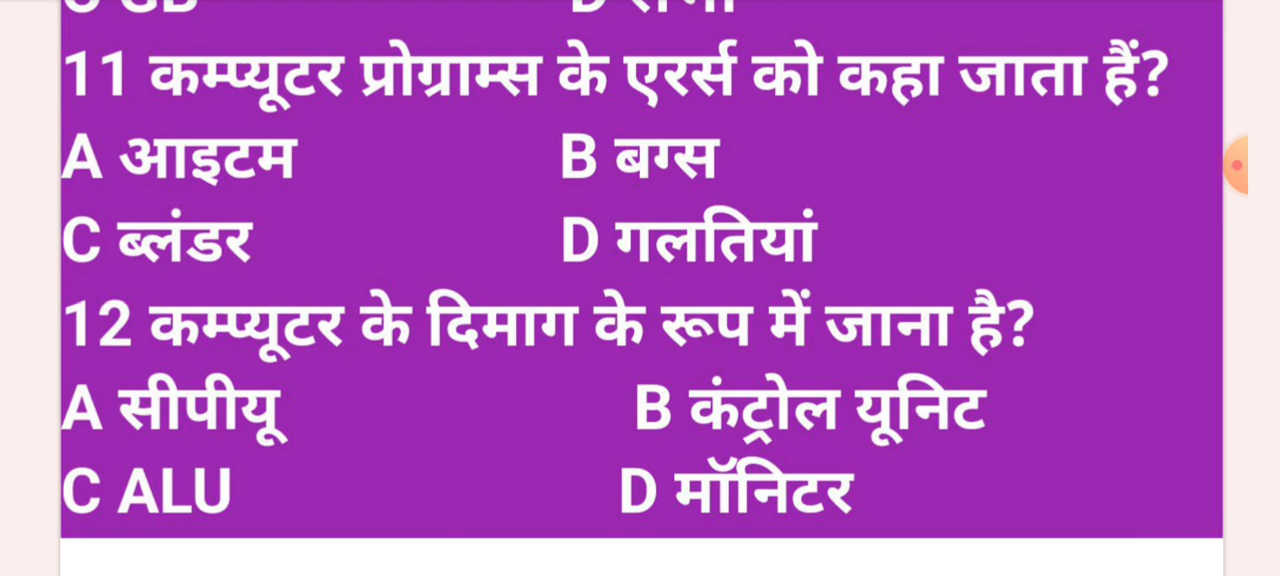 11 कम्प्यूटर प्रोग्राम्स के एरर्स को कहा जाता हैं?
A आइटम B बग्स
C ब्लंडर D गलतियां
12 कम्प्यूटर के दिमाग के रूप में जाना है?
A सीपीयू B कंट्रोल यूनिट
C ALU D मॉनिटर